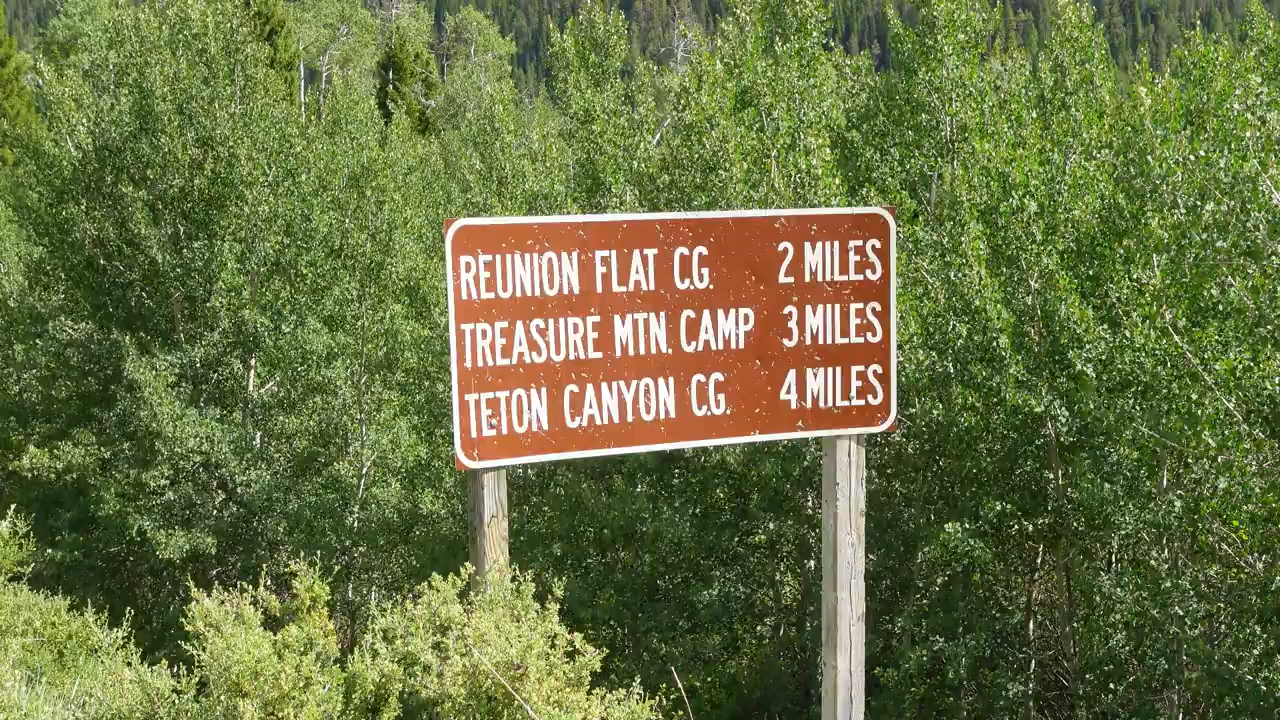 REUNION FLAT C.G. 2 MILES
TREASURE MTN. CAMP 3 MILES
TETON CANYON C.G. 4 MILES